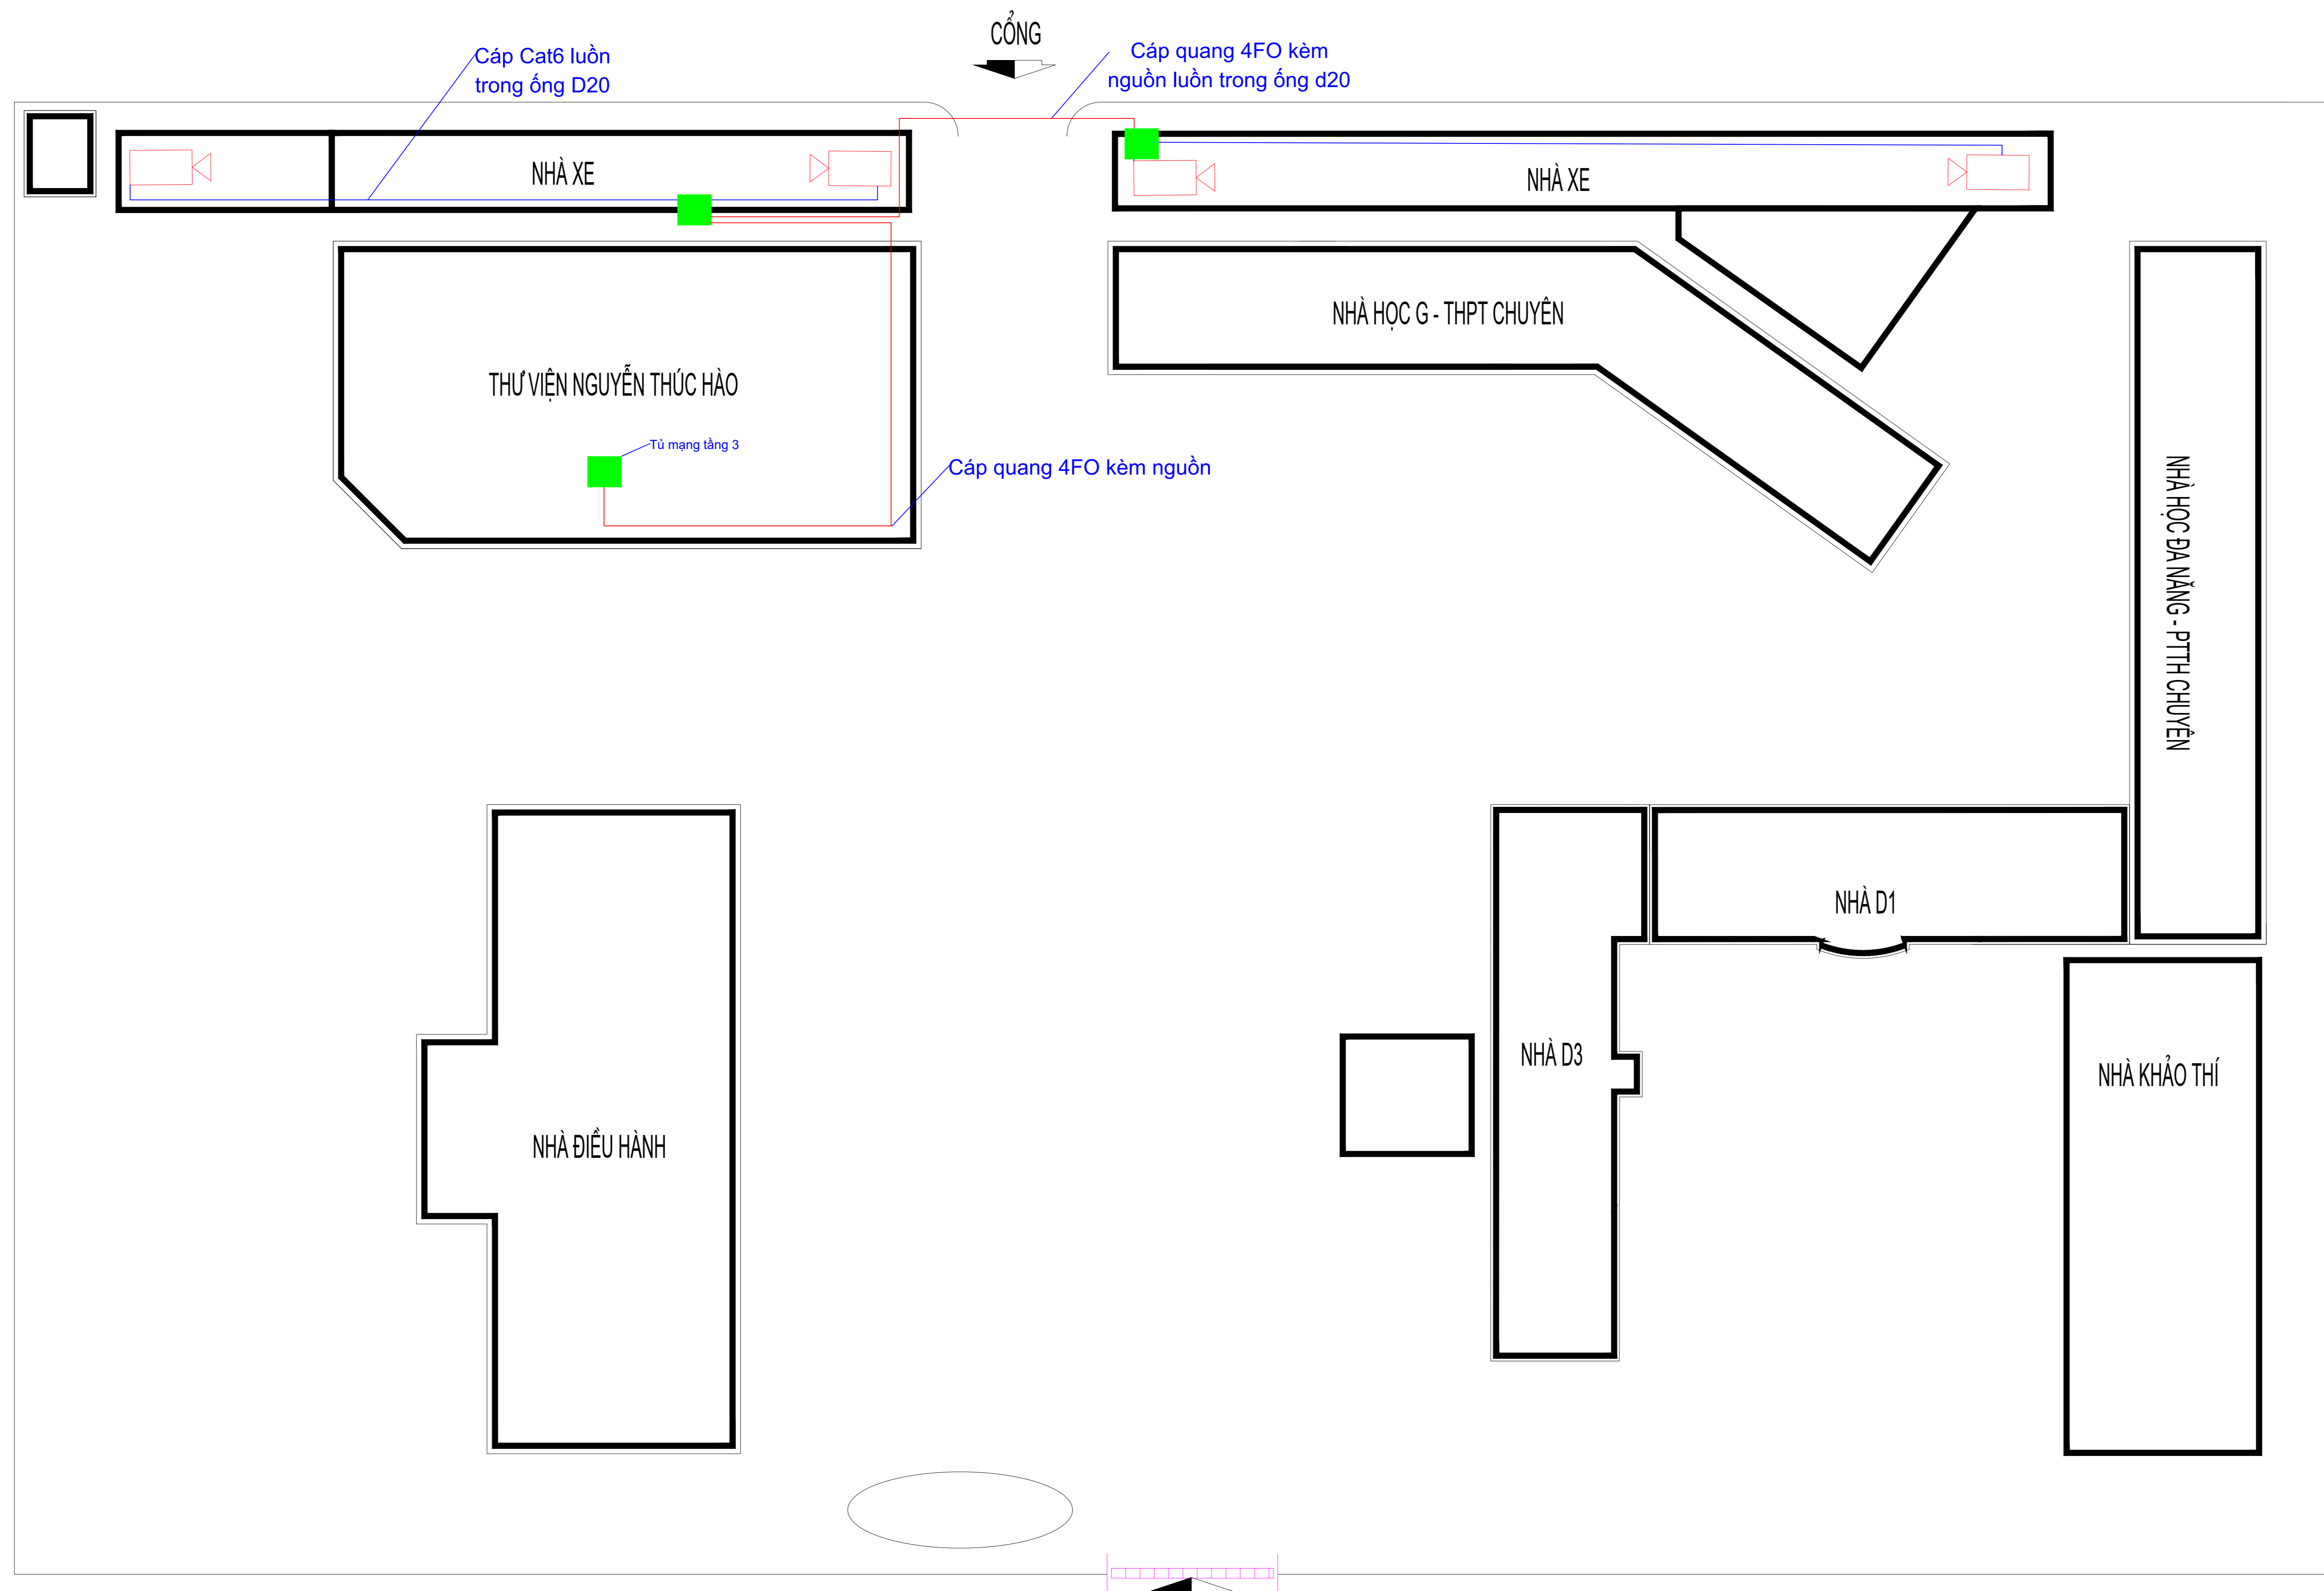 CỔNG
Cáp Cat6 luồn
trong ống D20
Cáp quang 4FO kèm
nguồn luồn trong ống d20
NHÀ XE
NHÀ XE
NHÀ HỌC G - THPT CHUYÊN
THƯ VIỆN NGUYỄN THÚC HÀO
Tủ mạng tầng 3
Cáp quang 4FO kèm nguồn
NHÀ HỌC ĐA NĂNG - PTTH CHUYÊN
NHÀ D1
NHÀ D3
NHÀ KHẢO THÍ
NHÀ ĐIỀU HÀNH